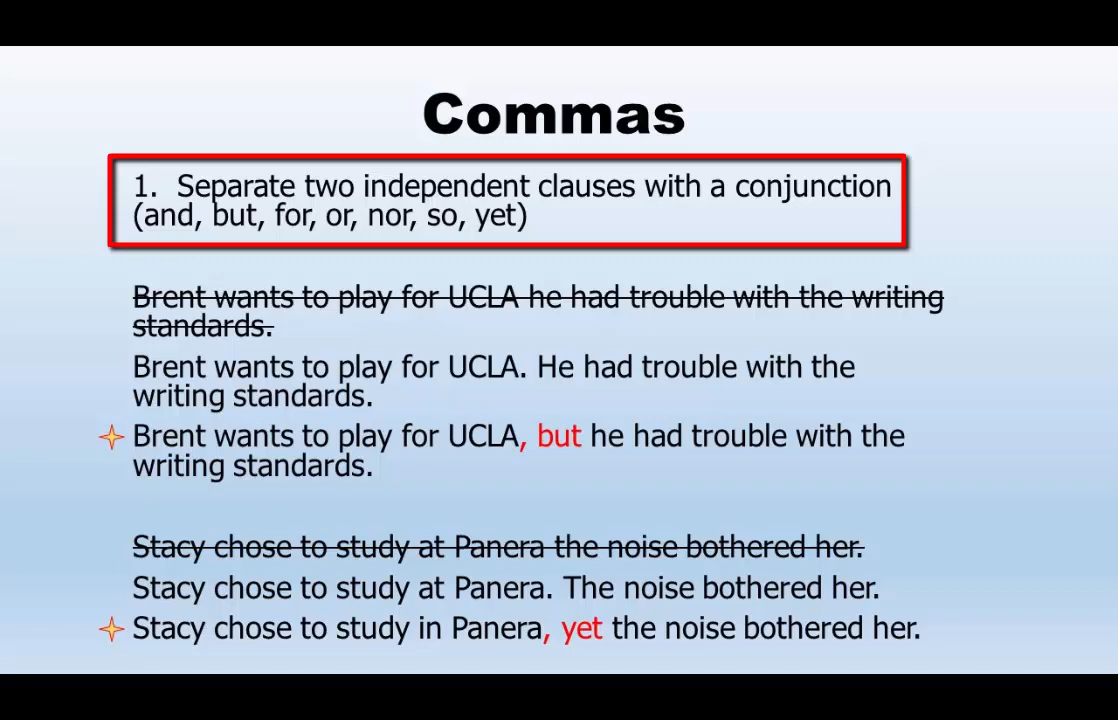 Commas
1. Separate two independent clauses with a conjunction
(and, but, for, or, nor, so, yet)
Brent wants to play for UCLA he had trouble with the writing
standards.
Brent wants to play for UCLA. He had trouble with the
writing standards.
Brent wants to play for UCLA, but he had trouble with the
writing standards.
Stacy chose to study at Panera the noise bothered her.
Stacy chose to study at Panera. The noise bothered her.
Stacy chose to study in Panera, yet the noise bothered her.